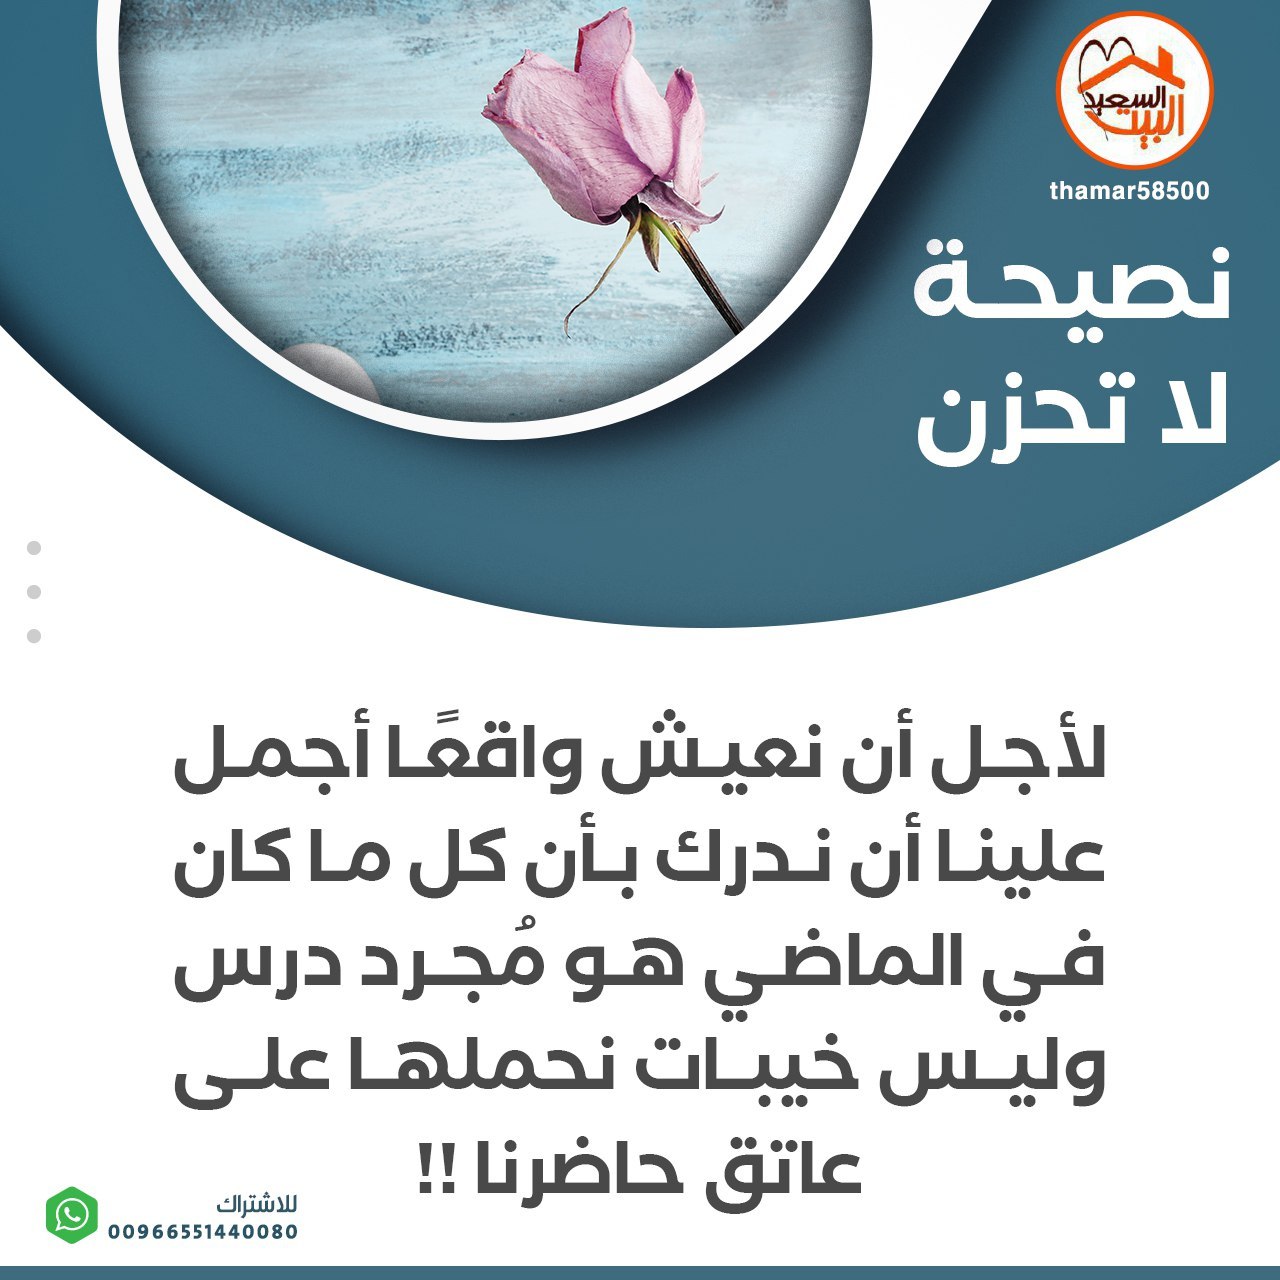 البيت السعيد
thamar58500
نصيحة
لا تحزن
لأجل أن نعيش واقعًا أجمل
علينا أن ندرك بأن كل ما كان
في الماضي هو مُجرد درس
وليس خيبات نحملها على
عاتق حاضرنا !!
للاشتراك
00966551440080